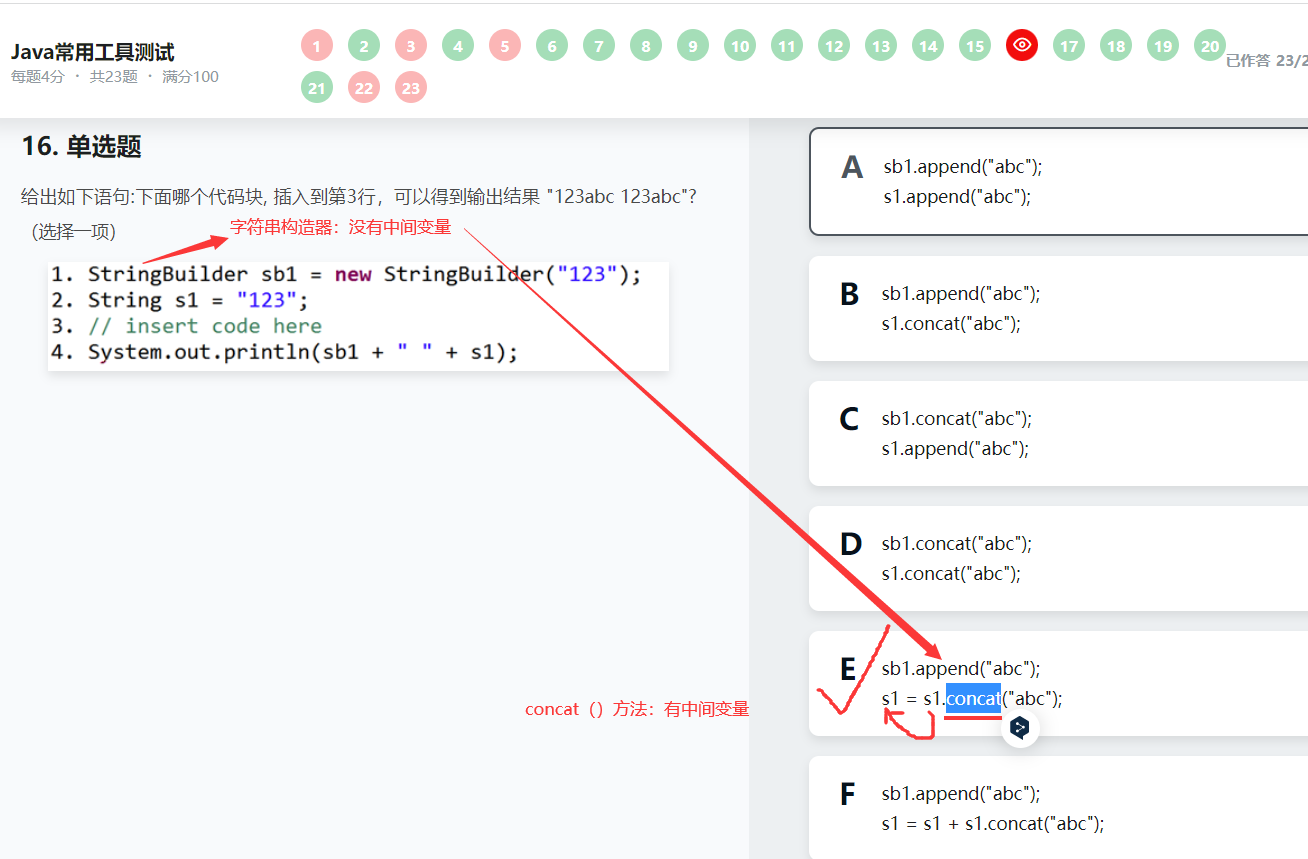 Java常用工具测试
每题4分 · 共23题 · 满分100
1 2 3 4 5 6 7 8 9 10 11 12 13 14 15 17 18 19 20
21 22 23
已作答 23/2
16. 单选题
给出如下语句:下面哪个代码块, 插入到第3行，可以得到输出结果 "123abc 123abc"?
（选择一项）
字符串构造器：没有中间变量
1. StringBuilder sb1 = new StringBuilder("123");
2. String s1 = "123";
3. // insert code here
4. System.out.println(sb1 + " " + s1);
concat（）方法：有中间变量
A
sb1.append("abc");
s1.append("abc");
B
sb1.append("abc");
s1.concat("abc");
C
sb1.concat("abc");
s1.append("abc");
D
sb1.concat("abc");
s1.concat("abc");
E
sb1.append("abc");
s1 = s1.concat("abc");
F
sb1.append("abc");
s1 = s1 + s1.concat("abc");